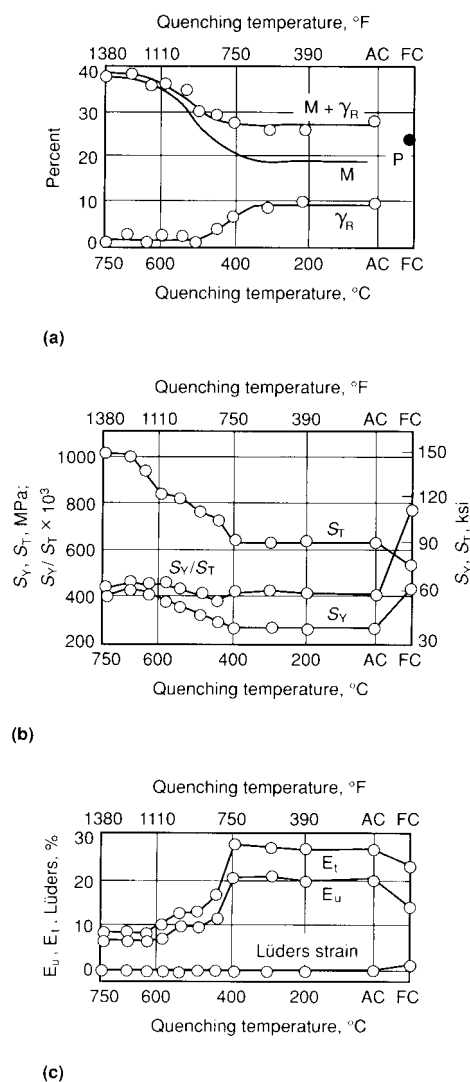 Quenching temperature, °F
1380 1110 750 390 AC FC
40
30
20
10
0
Percent
M + γR
M
P
γR
750 600 400 200 AC FC
Quenching temperature, °C
(a)
Quenching temperature, °F
1380 1110 750 390 AC FC
1000
800
600
400
200
SY, ST, MPa;
SY/ ST × 10³
150
120
90
60
30
SY, ST, ksi
ST
SY/ST
SY
750 600 400 200 AC FC
Quenching temperature, °C
(b)
Quenching temperature, °F
1380 1110 750 390 AC FC
30
20
10
0
Eu, Et, Lüders, %
Et
Eu
Lüders strain
750 600 400 200 AC FC
Quenching temperature, °C
(c)